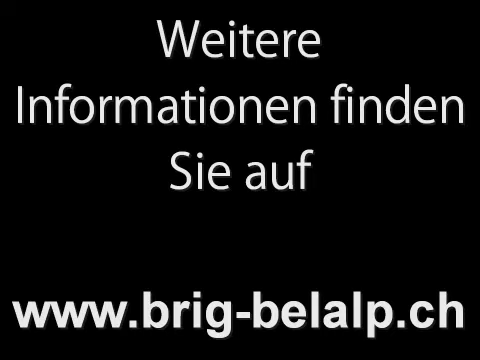 Weitere
Informationen finden
Sie auf
www.brig-belalp.ch